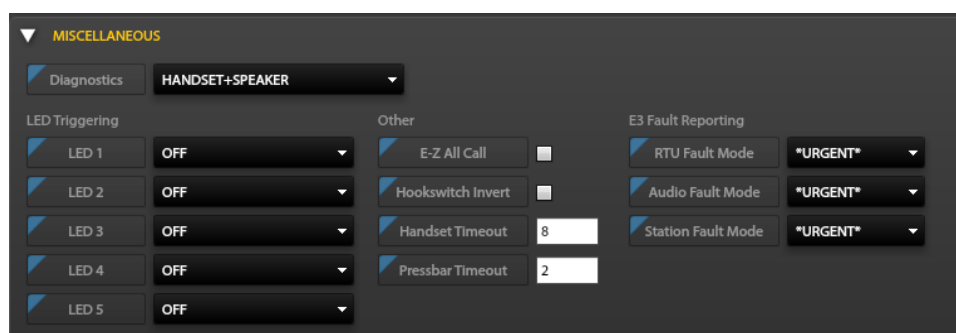 MISCELLANEOUS
Diagnostics HANDSET+SPEAKER
LED Triggering Other E3 Fault Reporting
LED 1 OFF E-Z All Call RTU Fault Mode *URGENT*
LED 2 OFF Hookswitch Invert Audio Fault Mode *URGENT*
LED 3 OFF Handset Timeout 8 Station Fault Mode *URGENT*
LED 4 OFF Pressbar Timeout 2
LED 5 OFF